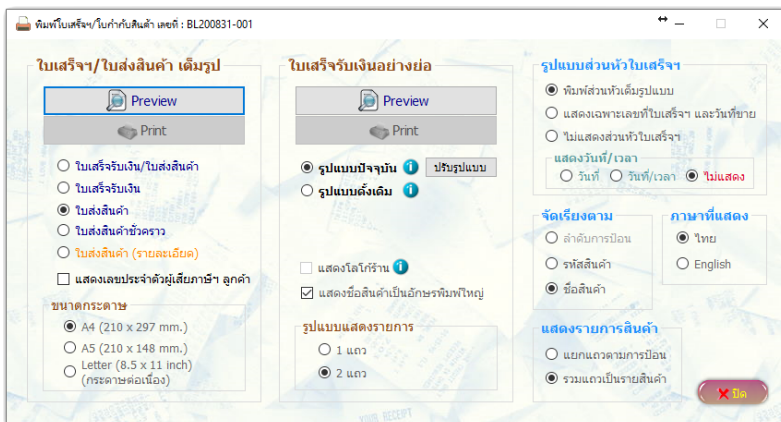 พิมพ์ใบเสร็จฯ/ใบกำกับสินค้า เลขที่ : BL200831-001
ใบเสร็จฯ/ใบส่งสินค้า เต็มรูป
Preview
Print
ใบเสร็จรับเงิน/ใบส่งสินค้า
ใบเสร็จรับเงิน
ใบส่งสินค้า
ใบส่งสินค้าชั่วคราว
ใบส่งสินค้า (รายละเอียด)
แสดงเลขประจำตัวผู้เสียภาษีฯ ลูกค้า
ขนาดกระดาษ
A4 (210 x 297 mm.)
A5 (210 x 148 mm.)
Letter (8.5 x 11 inch)
(กระดาษต่อเนื่อง)
ใบเสร็จรับเงินอย่างย่อ
Preview
Print
รูปแบบปัจจุบัน ปรับรูปแบบ
รูปแบบดั้งเดิม
แสดงโลโก้ร้าน
แสดงชื่อสินค้าเป็นอักษรพิมพ์ใหญ่
รูปแบบแสดงรายการ
1 แถว
2 แถว
รูปแบบส่วนหัวใบเสร็จฯ
พิมพ์ส่วนหัวเต็มรูปแบบ
แสดงเฉพาะเลขที่ใบเสร็จฯ และวันที่ขาย
ไม่แสดงส่วนหัวใบเสร็จฯ
แสดงวันที่/เวลา
วันที่ วันที่/เวลา ไม่แสดง
จัดเรียงตาม
ลำดับการป้อน
รหัสสินค้า
ชื่อสินค้า
ภาษาที่แสดง
ไทย
English
แสดงรายการสินค้า
แยกแถวตามการป้อน
รวมแถวเป็นรายสินค้า
ปิด